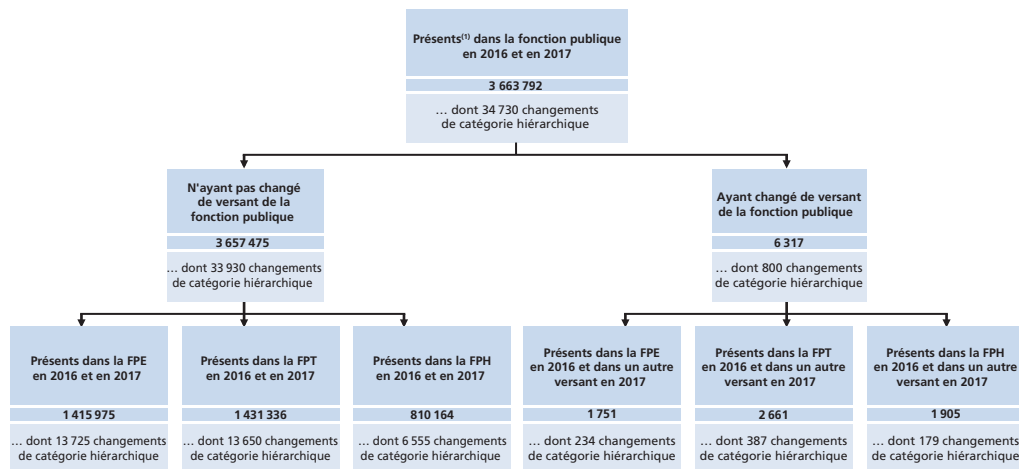 Présents(1) dans la fonction publique
en 2016 et en 2017
3 663 792
… dont 34 730 changements
de catégorie hiérarchique
N'ayant pas changé
de versant de la
fonction publique
3 657 475
… dont 33 930 changements
de catégorie hiérarchique
Ayant changé de versant
de la fonction publique
6 317
… dont 800 changements
de catégorie hiérarchique
Présents dans la FPE
en 2016 et en 2017
1 415 975
… dont 13 725 changements
de catégorie hiérarchique
Présents dans la FPT
en 2016 et en 2017
1 431 336
… dont 13 650 changements
de catégorie hiérarchique
Présents dans la FPH
en 2016 et en 2017
810 164
… dont 6 555 changements
de catégorie hiérarchique
Présents dans la FPE
en 2016 et dans un autre
versant en 2017
1 751
… dont 234 changements
de catégorie hiérarchique
Présents dans la FPT
en 2016 et dans un autre
versant en 2017
2 661
… dont 387 changements
de catégorie hiérarchique
Présents dans la FPH
en 2016 et dans un autre
versant en 2017
1 905
… dont 179 changements
de catégorie hiérarchique